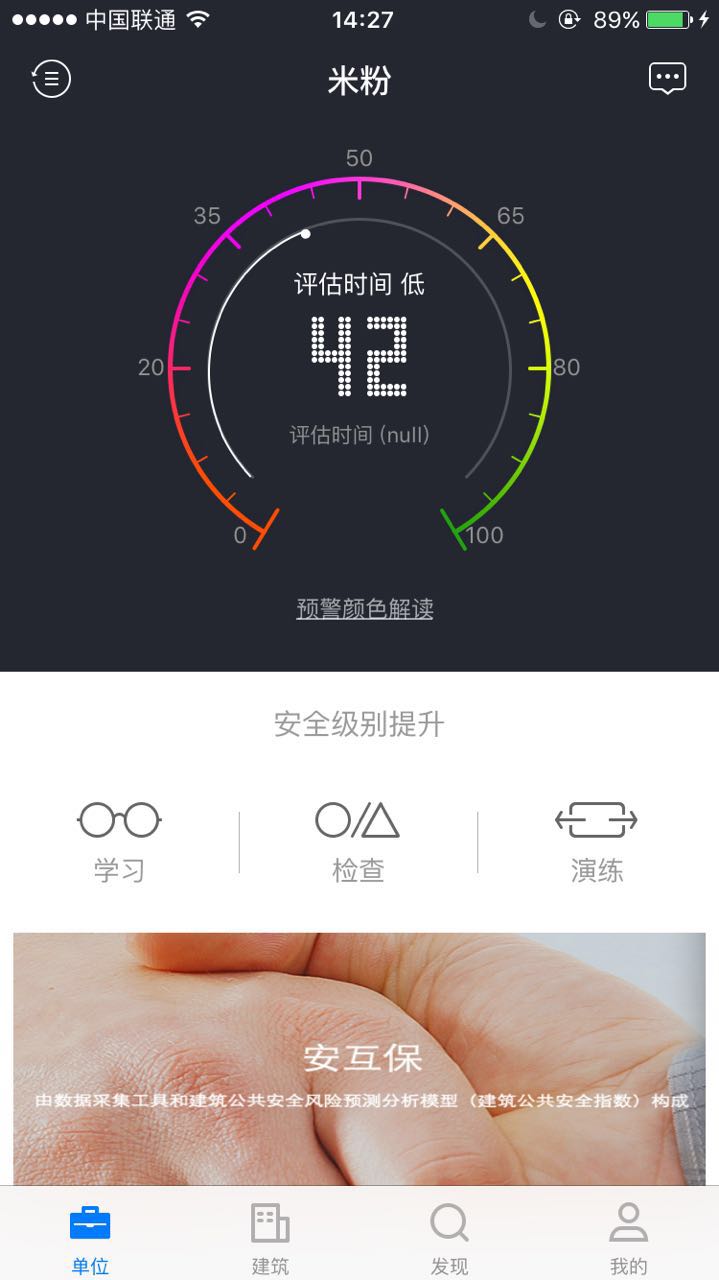 中国联通 14:27 89%
米粉
50
35 65
评估时间 低
42
20 80
评估时间 (null)
0 100
预警颜色解读
安全级别提升
学习 检查 演练
安互保
由数据采集工具和建筑公共安全风险预测分析模型（建筑公共安全指数）构成
单位 建筑 发现 我的